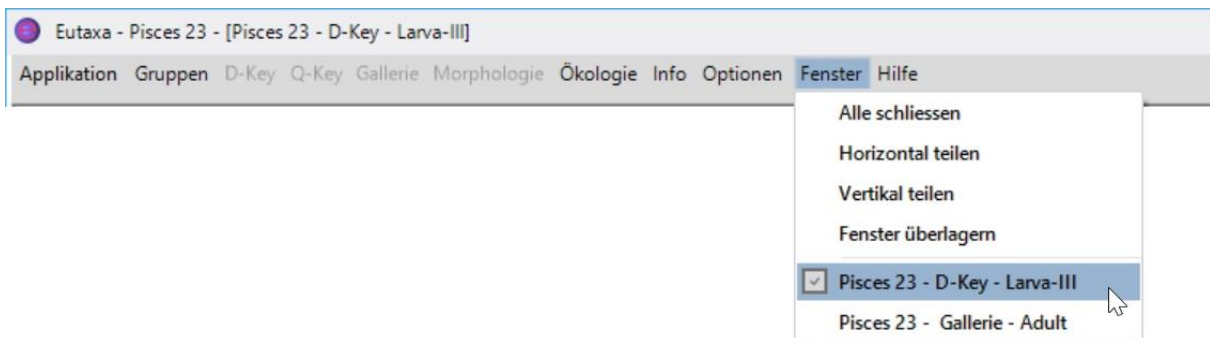 Eutaxa - Pisces 23 - [Pisces 23 - D-Key - Larva-III]
Applikation Gruppen D-Key Q-Key Gallerie Morphologie Ökologie Info Optionen Fenster Hilfe
Alle schliessen
Horizontal teilen
Vertikal teilen
Fenster überlagern
Pisces 23 - D-Key - Larva-III
Pisces 23 - Gallerie - Adult